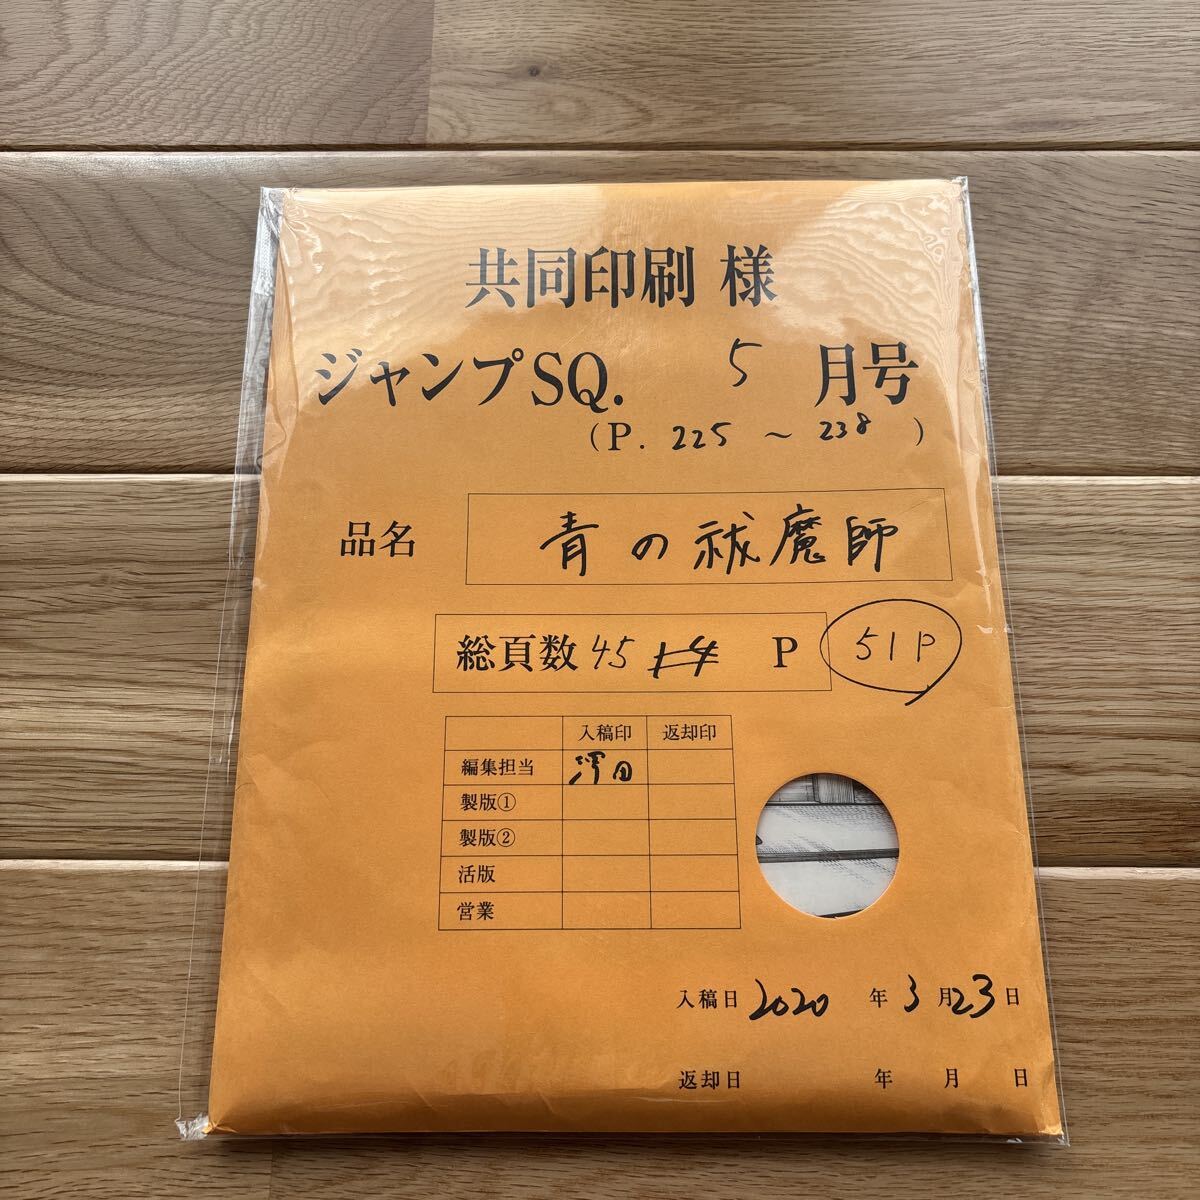 共同印刷 様
ジャンプSQ. 5 月号
(P. 225 ~ 238 )
品名 青の祓魔師
総頁数 45 P 51P
入稿印 返却印
編集担当 澤田
製版①
製版②
活版
営業
入稿日 2020 年 3 月 23 日
返却日 年 月 日